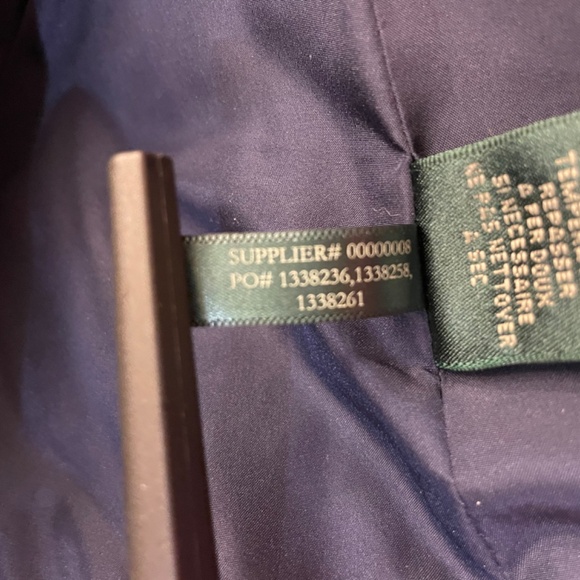 SUPPLIER# 00000008
PO# 1338236,1338258,
1338261
REPASSER
À FER DOUX
SI NÉCESSAIRE
NE PAS NETTOYER
À SEC